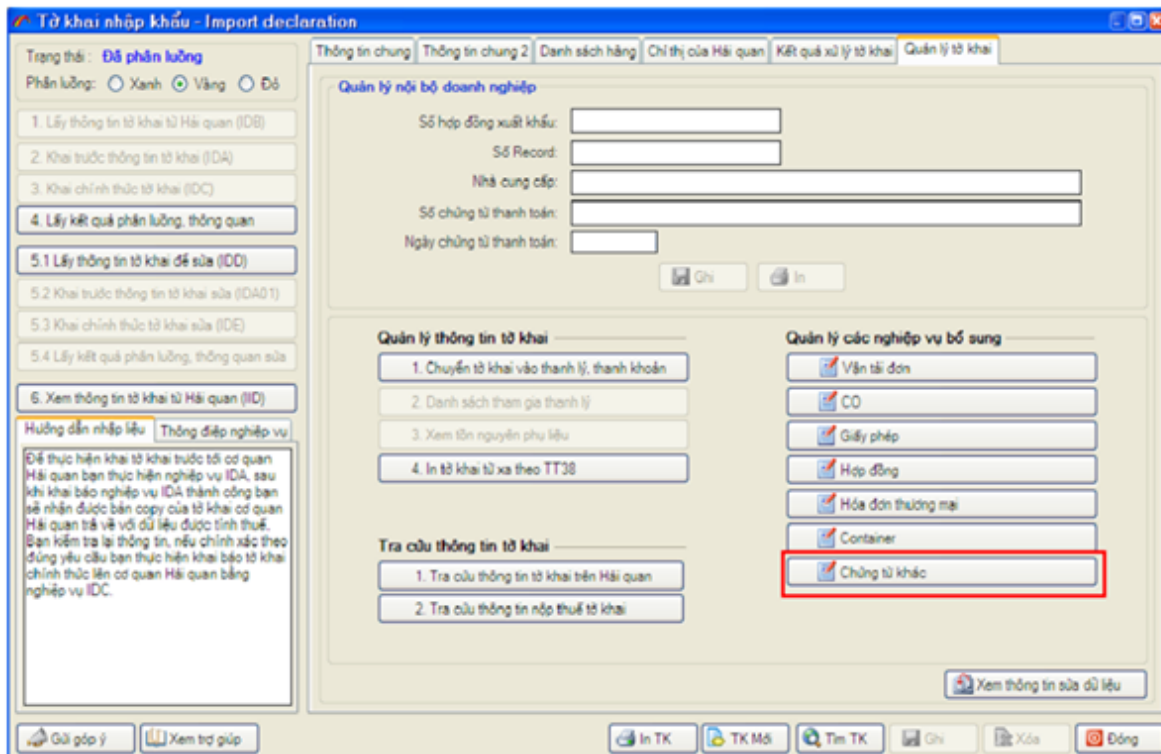 Tờ khai nhập khẩu - Import declaration
Trạng thái : Đã phân luồng
Phân luồng: Xanh Vàng Đỏ
1. Lấy thông tin tờ khai từ Hải quan (IDB)
2. Khai trước thông tin tờ khai (IDA)
3. Khai chính thức tờ khai (IDC)
4. Lấy kết quả phân luồng, thông quan
5.1 Lấy thông tin tờ khai để sửa (IDD)
5.2 Khai trước thông tin tờ khai sửa (IDA01)
5.3 Khai chính thức tờ khai sửa (IDE)
5.4 Lấy kết quả phân luồng, thông quan sửa
6. Xem thông tin tờ khai từ Hải quan (IID)
Hướng dẫn nhập liệu Thông điệp nghiệp vụ
Để thực hiện khai tờ khai trước tới cơ quan
Hải quan bạn thực hiện nghiệp vụ IDA, sau
khi khai báo nghiệp vụ IDA thành công bạn
sẽ nhận được bản copy của tờ khai cơ quan
Hải quan trả về với dữ liệu được tính thuế.
Bạn kiểm tra lại thông tin, nếu chính xác theo
đúng yêu cầu bạn thực hiện khai báo tờ khai
chính thức lên cơ quan Hải quan bằng
nghiệp vụ IDC.
Thông tin chung Thông tin chung 2 Danh sách hàng Chỉ thị của Hải quan Kết quả xử lý tờ khai Quản lý tờ khai
Quản lý nội bộ doanh nghiệp
Số hợp đồng xuất khẩu:
Số Record:
Nhà cung cấp:
Số chứng từ thanh toán:
Ngày chứng từ thanh toán:
Ghi In
Quản lý thông tin tờ khai
1. Chuyển tờ khai vào thanh lý, thanh khoản
2. Danh sách tham gia thanh lý
3. Xem tồn nguyên phụ liệu
4. In tờ khai từ xa theo TT38
Tra cứu thông tin tờ khai
1. Tra cứu thông tin tờ khai trên Hải quan
2. Tra cứu thông tin nộp thuế tờ khai
Quản lý các nghiệp vụ bổ sung
Vận tải đơn
CO
Giấy phép
Hợp đồng
Hóa đơn thương mại
Container
Chứng từ khác
Xem thông tin sửa dữ liệu
Gửi góp ý Xem trợ giúp In TK TK Mới Tìm TK Ghi Xóa Đóng